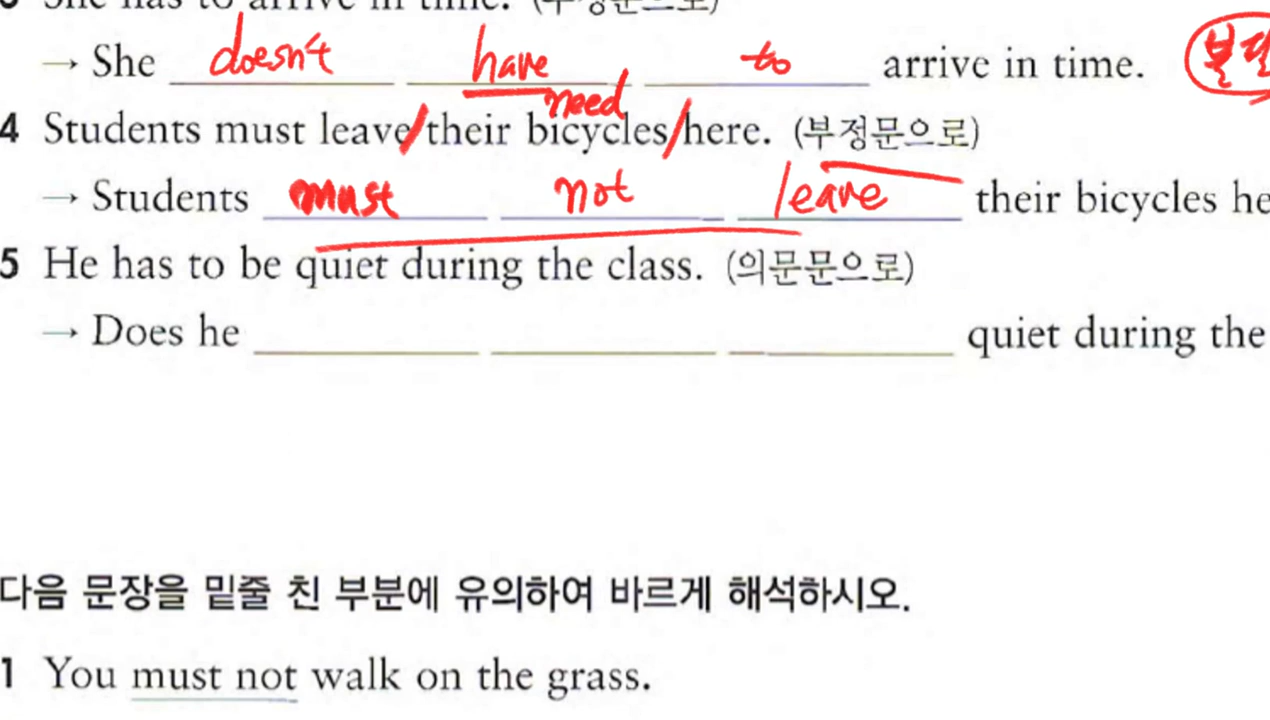 3 She has to arrive in time. (부정문으로)
→ She doesn't have to arrive in time.
need
4 Students must leave/their bicycles/here. (부정문으로)
→ Students must not leave their bicycles he
5 He has to be quiet during the class. (의문문으로)
→ Does he ___ ___ ___ quiet during the
다음 문장을 밑줄 친 부분에 유의하여 바르게 해석하시오.
1 You must not walk on the grass.